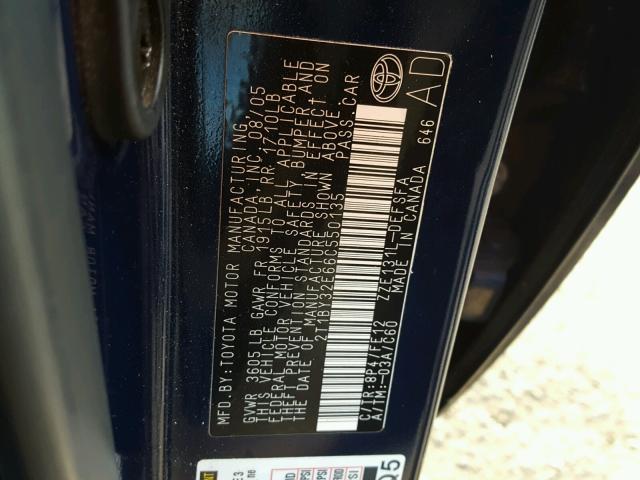 MFD.BY:TOYOTA MOTOR MANUFACTURING
CANADA, INC. 08/05
GVWR 3605LB GAWR FR 1915LB RR 1710LB
THIS VEHICLE CONFORMS TO ALL APPLICABLE
FEDERAL MOTOR VEHICLE SAFETY, BUMPER, AND
THEFT PREVENTION STANDARDS IN EFFECT ON
THE DATE OF MANUFACTURE SHOWN ABOVE.
2T1BY32E66C550135 PASS.CAR
C/TR:8P4/FE12 ZZE131L-DEFSFA
A/TM:-03A/C60 MADE IN CANADA 646
AD
Q5